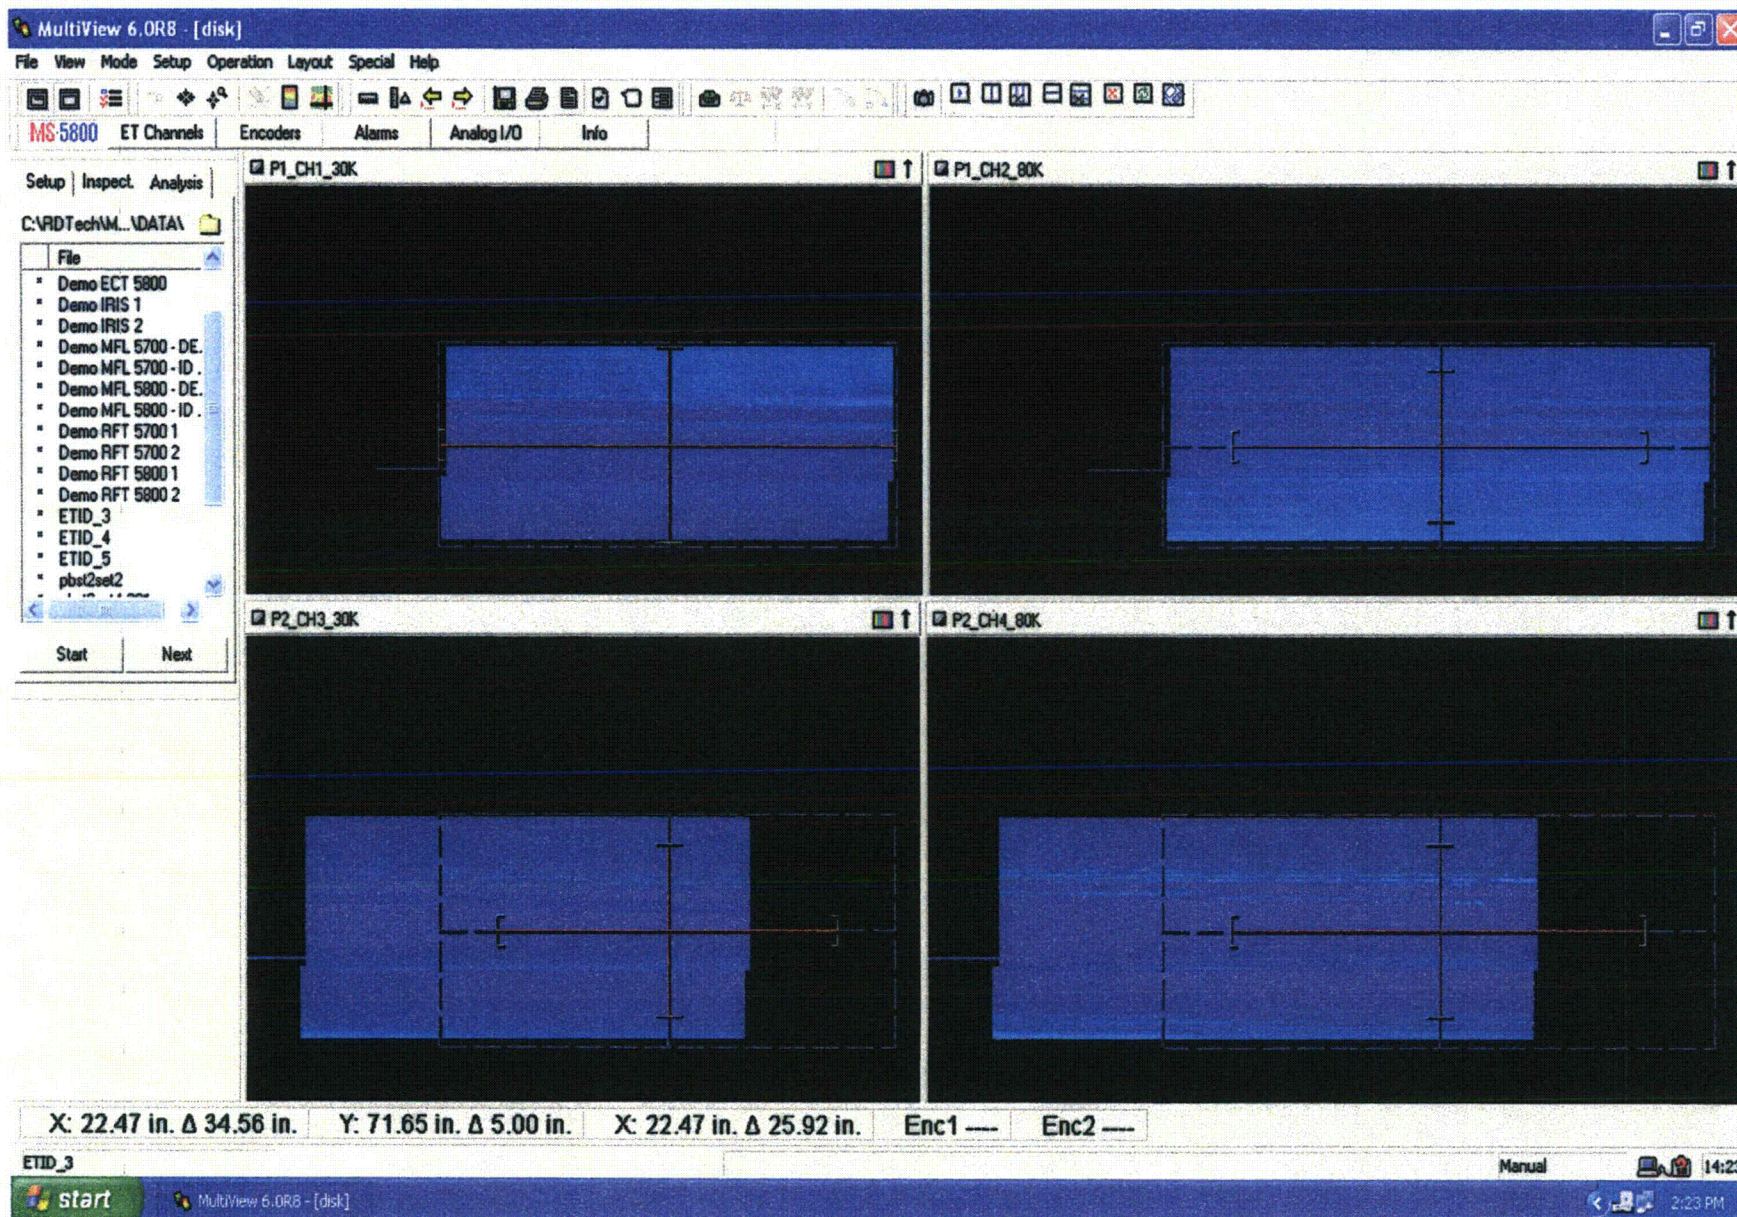 MultiView 6.0R8 - [disk]
File View Mode Setup Operation Layout Special Help
MS-5800 ET Channels Encoders Alarms Analog I/O Info
Setup Inspect. Analysis
C:\RDTech\M...\DATA\
File
Demo ECT 5800
Demo IRIS 1
Demo IRIS 2
Demo MFL 5700 - DE.
Demo MFL 5700 - ID .
Demo MFL 5800 - DE.
Demo MFL 5800 - ID .
Demo RFT 5700 1
Demo RFT 5700 2
Demo RFT 5800 1
Demo RFT 5800 2
ETID_3
ETID_4
ETID_5
pbst2set2
Start Next
P1_CH1_30K
P1_CH2_80K
P2_CH3_30K
P2_CH4_80K
X: 22.47 in. Δ 34.56 in. Y: 71.65 in. Δ 5.00 in. X: 22.47 in. Δ 25.92 in. Enc1 ---- Enc2 ----
ETID_3 Manual 14:23
start MultiView 6.0R8 - [disk] 2:23 PM